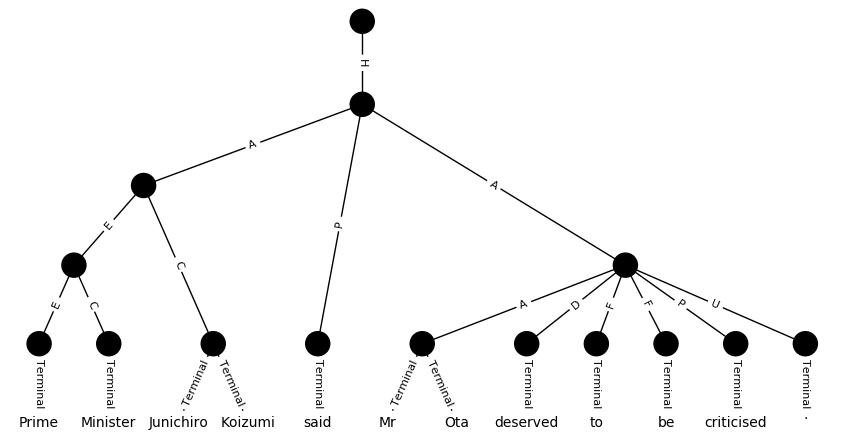 H
A
P
A
E
C
E
C
A
D
F
F
P
U
Terminal Terminal Terminal Terminal Terminal Terminal Terminal Terminal Terminal Terminal Terminal Terminal
Prime Minister Junichiro Koizumi said Mr Ota deserved to be criticised .